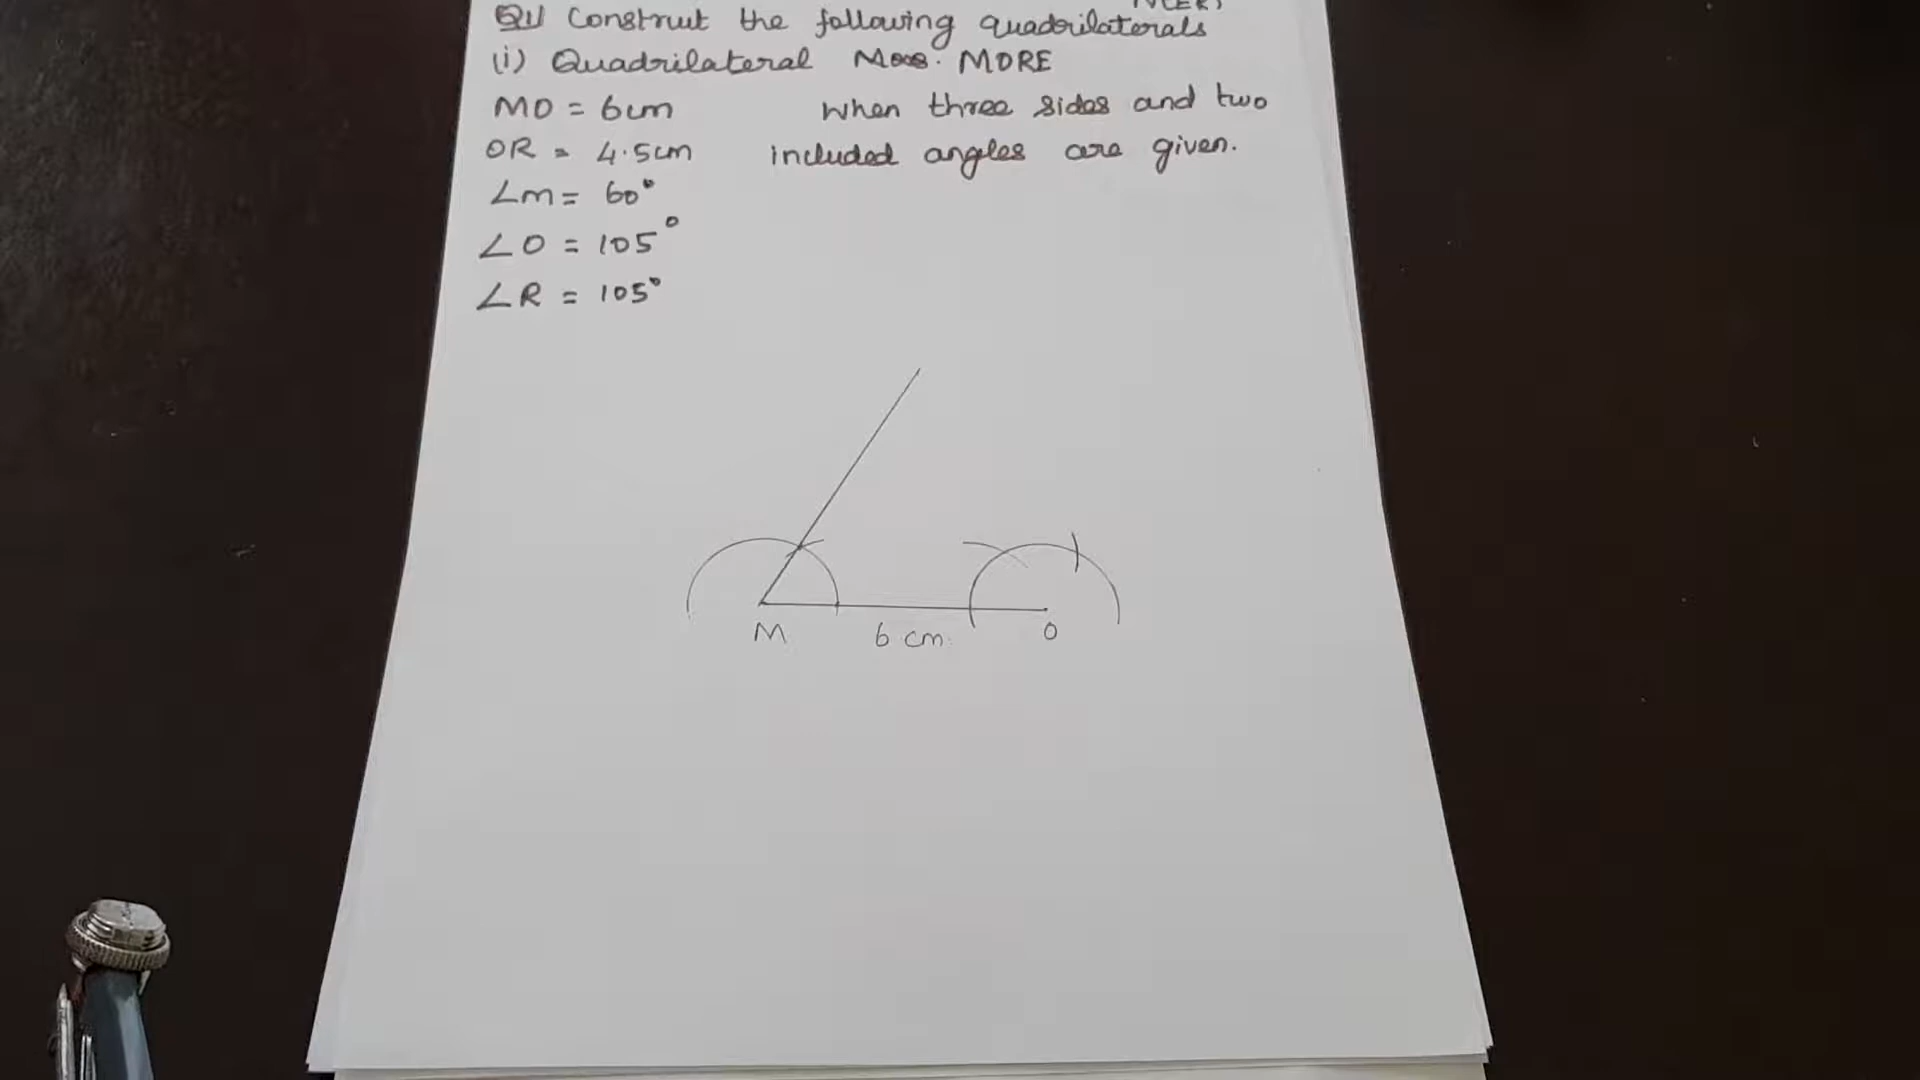 Q1) Construct the following quadrilaterals
(i) Quadrilateral MORE
MO = 6cm
when three sides and two
OR = 4.5cm
included angles are given.
∠M = 60°
∠O = 105°
∠R = 105°
M 6 cm. O